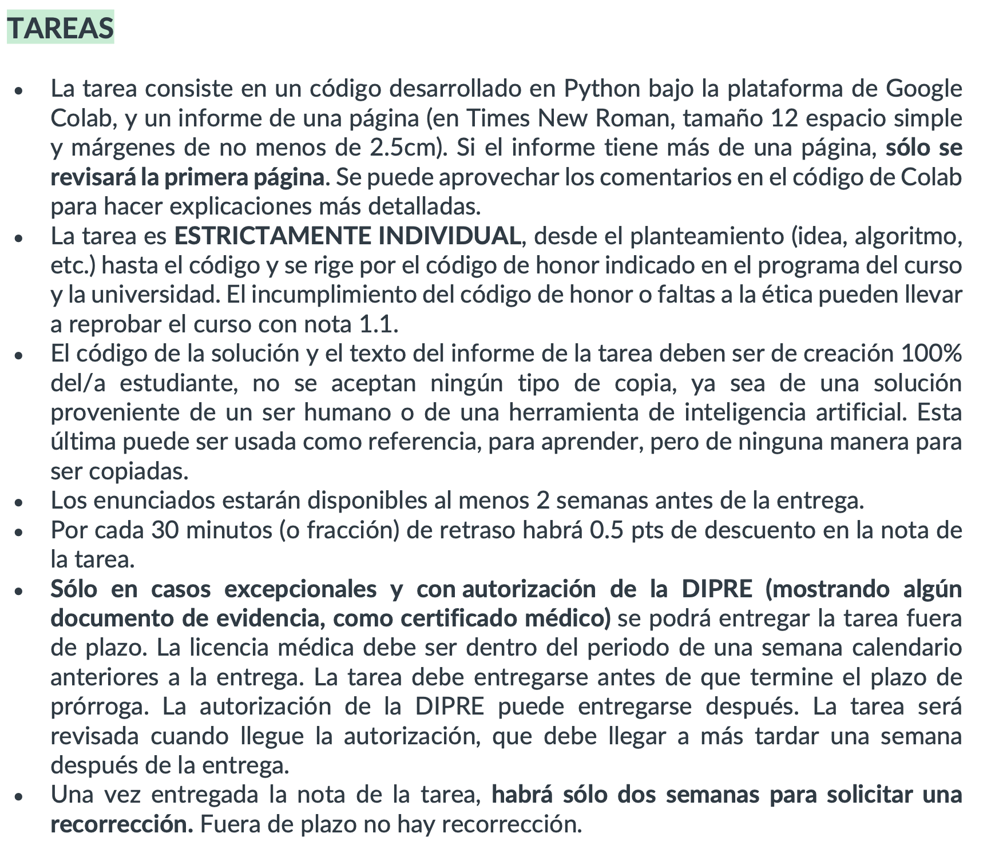 TAREAS
• La tarea consiste en un código desarrollado en Python bajo la plataforma de Google
Colab, y un informe de una página (en Times New Roman, tamaño 12 espacio simple
y márgenes de no menos de 2.5cm). Si el informe tiene más de una página, sólo se
revisará la primera página. Se puede aprovechar los comentarios en el código de Colab
para hacer explicaciones más detalladas.
• La tarea es ESTRICTAMENTE INDIVIDUAL, desde el planteamiento (idea, algoritmo,
etc.) hasta el código y se rige por el código de honor indicado en el programa del curso
y la universidad. El incumplimiento del código de honor o faltas a la ética pueden llevar
a reprobar el curso con nota 1.1.
• El código de la solución y el texto del informe de la tarea deben ser de creación 100%
del/a estudiante, no se aceptan ningún tipo de copia, ya sea de una solución
proveniente de un ser humano o de una herramienta de inteligencia artificial. Esta
última puede ser usada como referencia, para aprender, pero de ninguna manera para
ser copiadas.
• Los enunciados estarán disponibles al menos 2 semanas antes de la entrega.
• Por cada 30 minutos (o fracción) de retraso habrá 0.5 pts de descuento en la nota de
la tarea.
• Sólo en casos excepcionales y con autorización de la DIPRE (mostrando algún
documento de evidencia, como certificado médico) se podrá entregar la tarea fuera
de plazo. La licencia médica debe ser dentro del periodo de una semana calendario
anteriores a la entrega. La tarea debe entregarse antes de que termine el plazo de
prórroga. La autorización de la DIPRE puede entregarse después. La tarea será
revisada cuando llegue la autorización, que debe llegar a más tardar una semana
después de la entrega.
• Una vez entregada la nota de la tarea, habrá sólo dos semanas para solicitar una
recorrección. Fuera de plazo no hay recorrección.